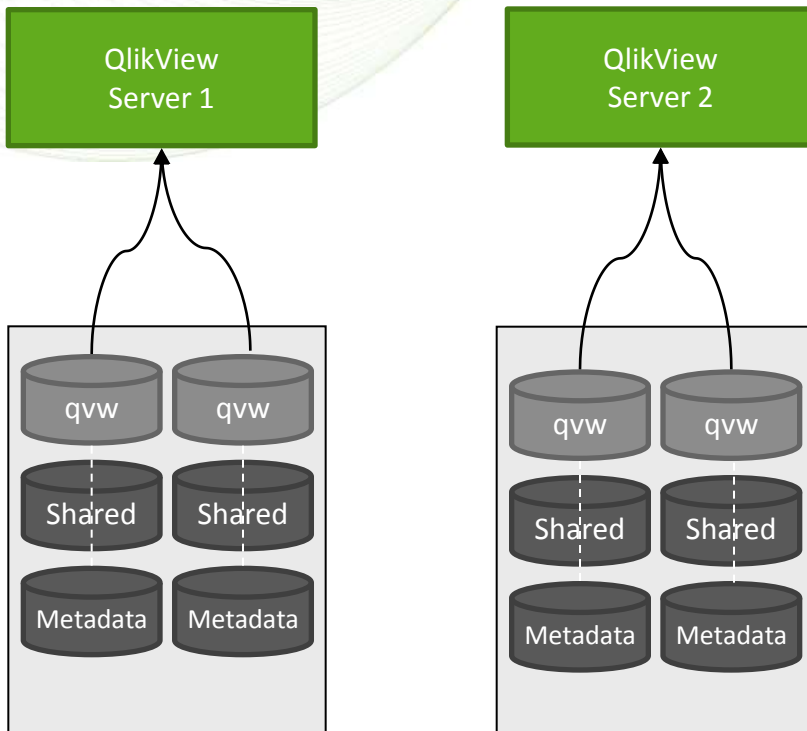 QlikView
Server 1
QlikView
Server 2
qvw
qvw
Shared
Shared
Metadata
Metadata
qvw
qvw
Shared
Shared
Metadata
Metadata